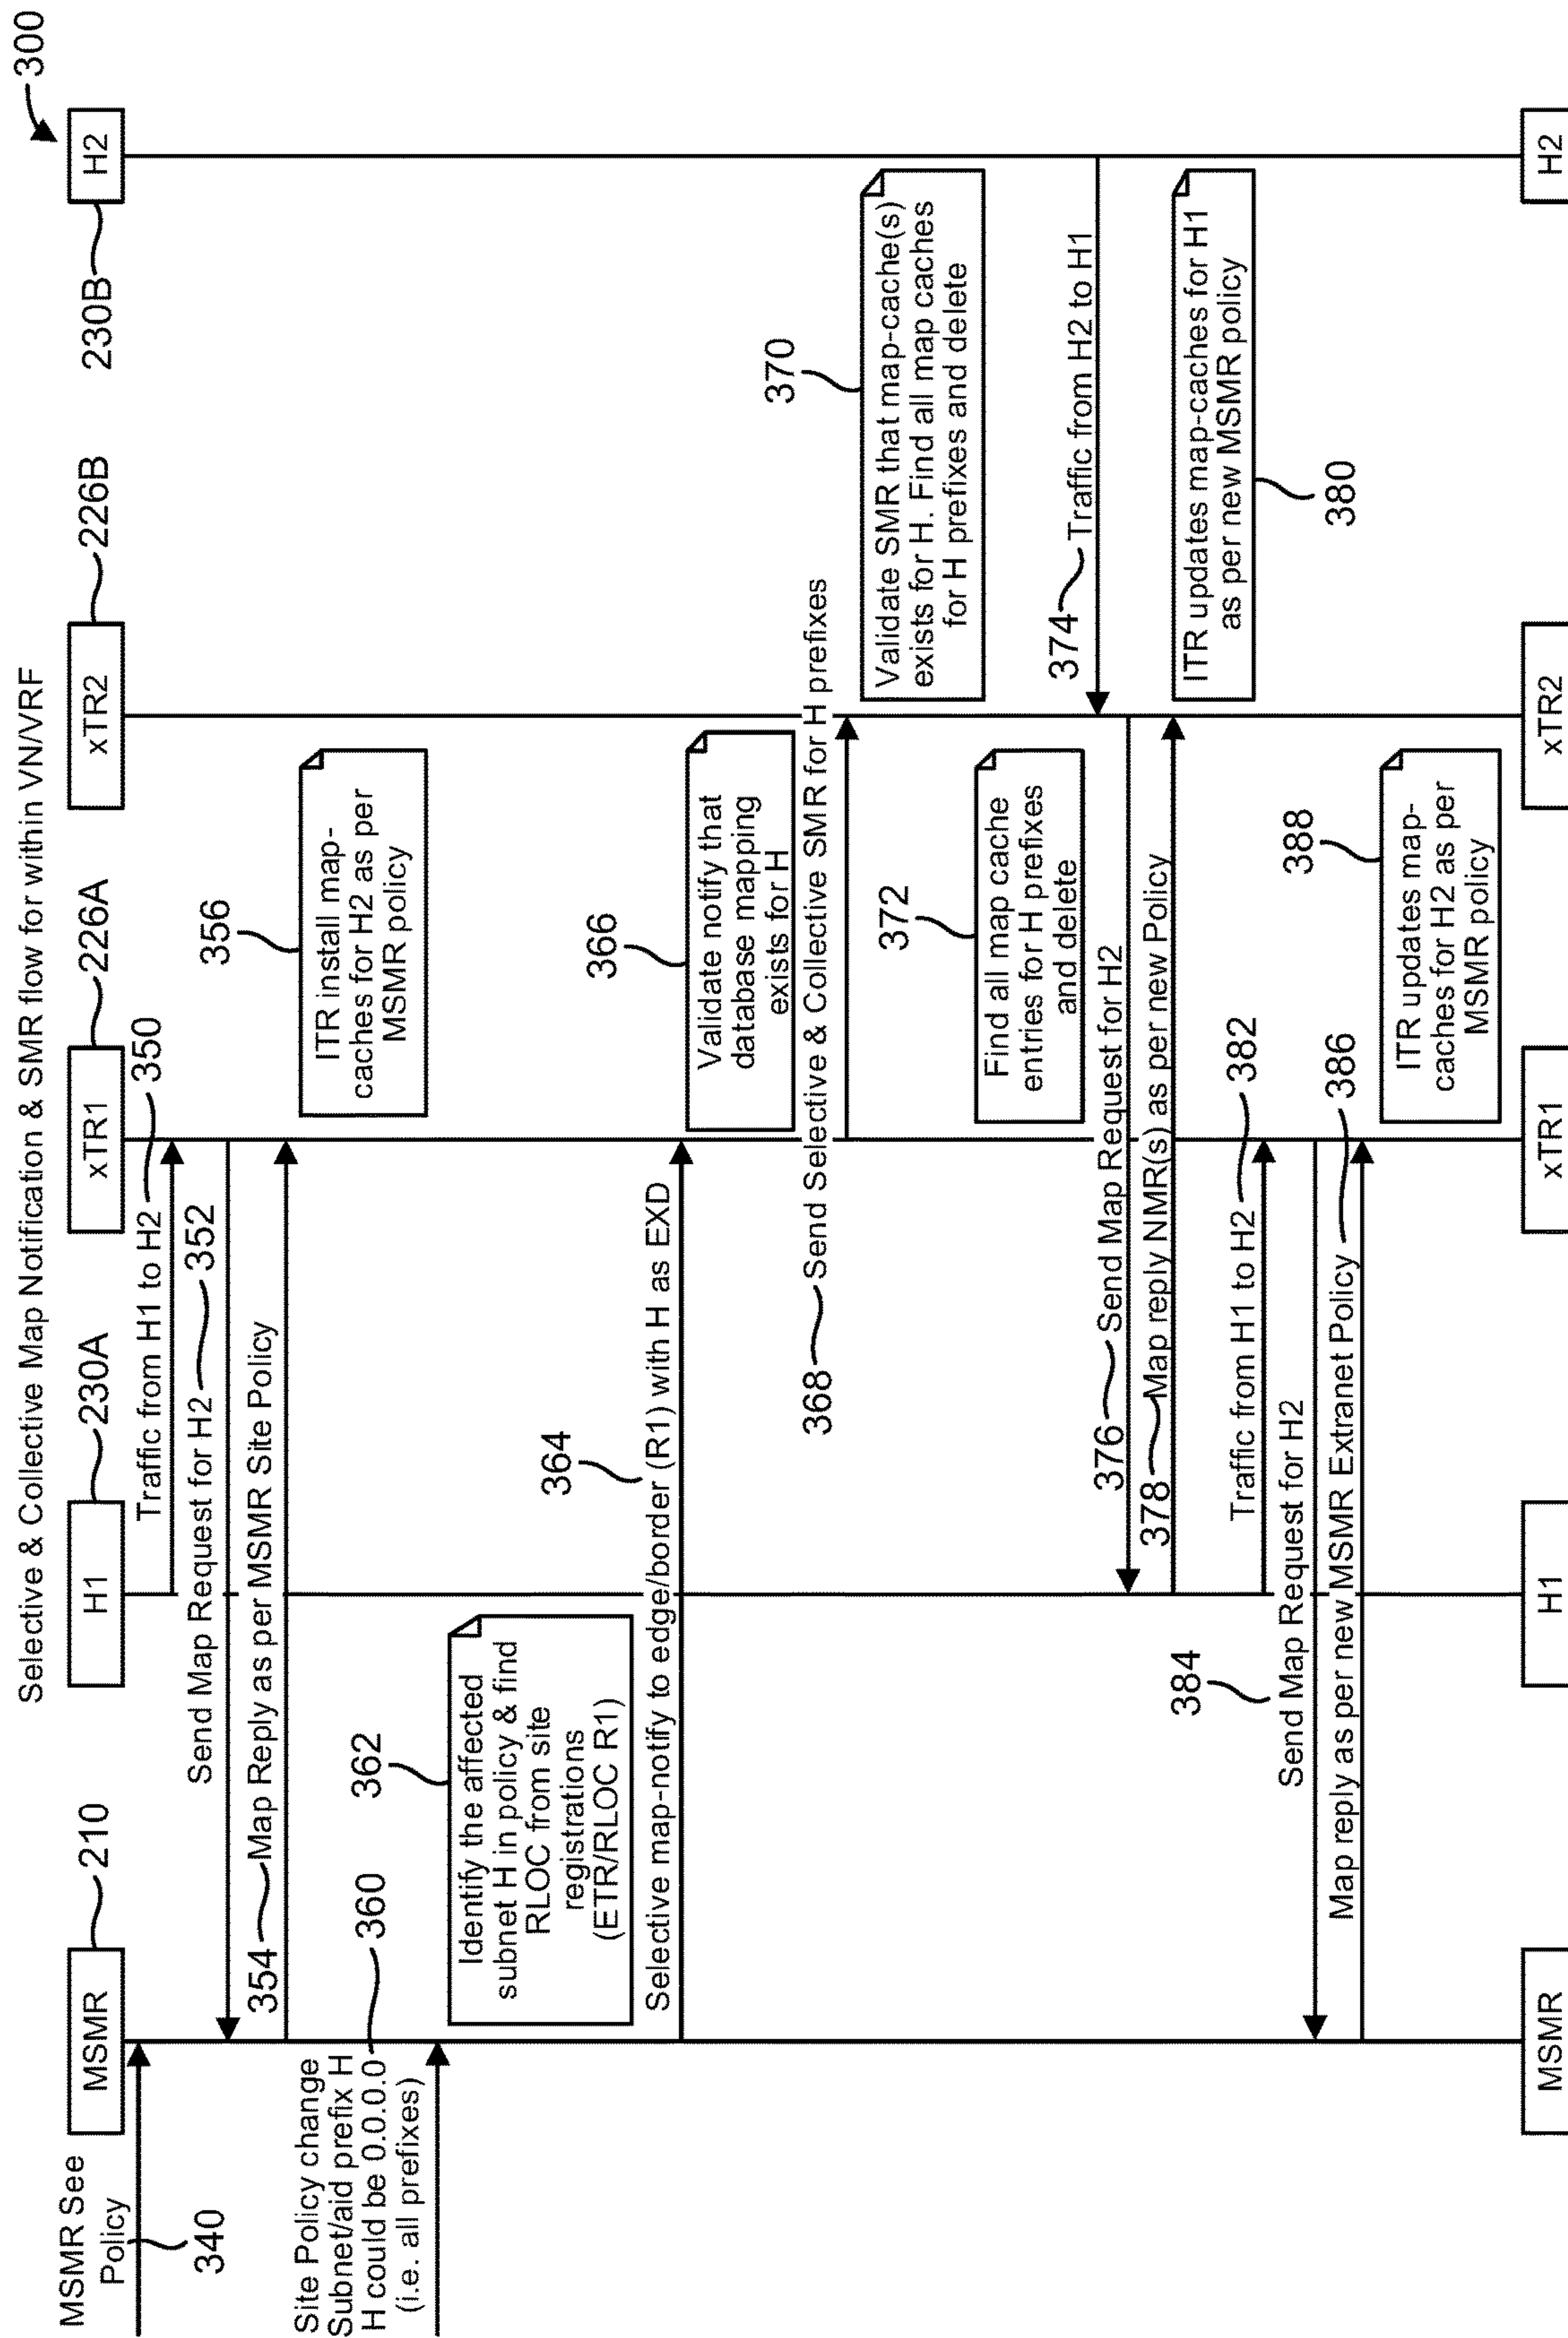 Selective & Collective Map Notification & SMR flow for within VN/VRF
300
210
230A
226A
226B
230B
MSMR
H1
xTR1
xTR2
H2
MSMR See
Policy
340
Traffic from H1 to H2
350
Send Map Request for H2
352
354
Map Reply as per MSMR Site Policy
356
ITR install map-
caches for H2 as per
MSMR policy
Site Policy change
Subnet/aid prefix H
H could be 0.0.0.0
(i.e. all prefixes)
360
362
Identify the affected
subnet H in policy & find
RLOC from site
registrations
(ETR/RLOC R1)
364
Selective map-notify to edge/border (R1) with H as EXD
366
Validate notify that
database mapping
exists for H
368
Send Selective & Collective SMR for H prefixes
370
Validate SMR that map-cache(s)
exists for H. Find all map caches
for H prefixes and delete
372
Find all map cache
entries for H prefixes
and delete
374
Traffic from H2 to H1
376
Send Map Request for H2
378
Map reply NMR(s) as per new Policy
ITR updates map-caches for H1
as per new MSMR policy
380
Traffic from H1 to H2
382
384
Send Map Request for H2
Map reply as per new MSMR Extranet Policy
386
388
ITR updates map-
caches for H2 as per
MSMR policy
MSMR
H1
xTR1
xTR2
H2